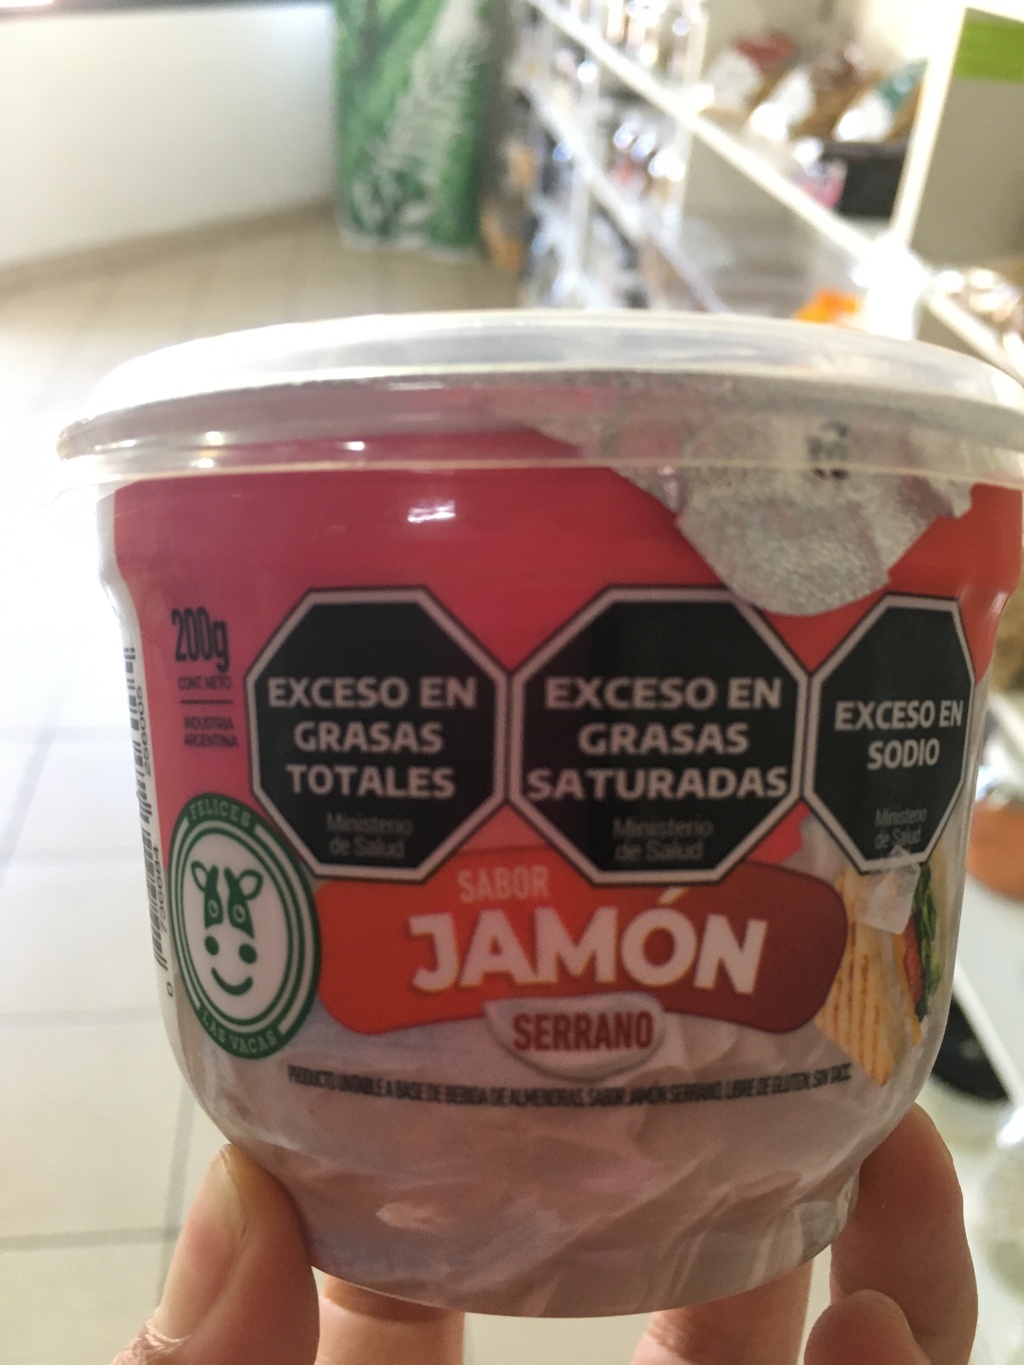 200g
CONT. NETO
INDUSTRIA
ARGENTINA
EXCESO EN
GRASAS
TOTALES
Ministerio
de Salud
EXCESO EN
GRASAS
SATURADAS
Ministerio
de Salud
EXCESO EN
SODIO
Ministerio
de Salud
FELICES
LAS VACAS
SABOR
JAMÓN
SERRANO
PRODUCTO UNTABLE A BASE DE BEBIDA DE ALMENDRAS, SABOR JAMÓN SERRANO, LIBRE DE GLUTEN, SIN TACC.